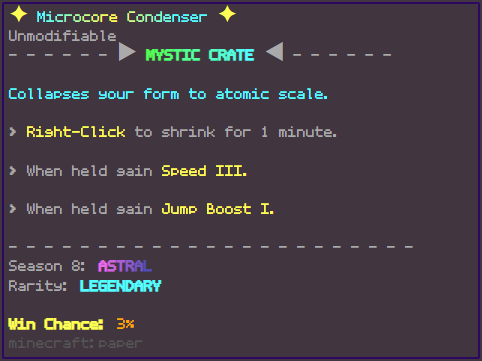 ✦ Microcore Condenser ✦
Unmodifiable
- - - - - - ▶ MYSTIC CRATE ◀ - - - - - -
Collapses your form to atomic scale.
> Right-Click to shrink for 1 minute.
> When held gain Speed III.
> When held gain Jump Boost I.
- - - - - - - - - - - - - - - - - - - - - - - -
Season 8: ASTRAL
Rarity: LEGENDARY
Win Chance: 3%
minecraft:paper